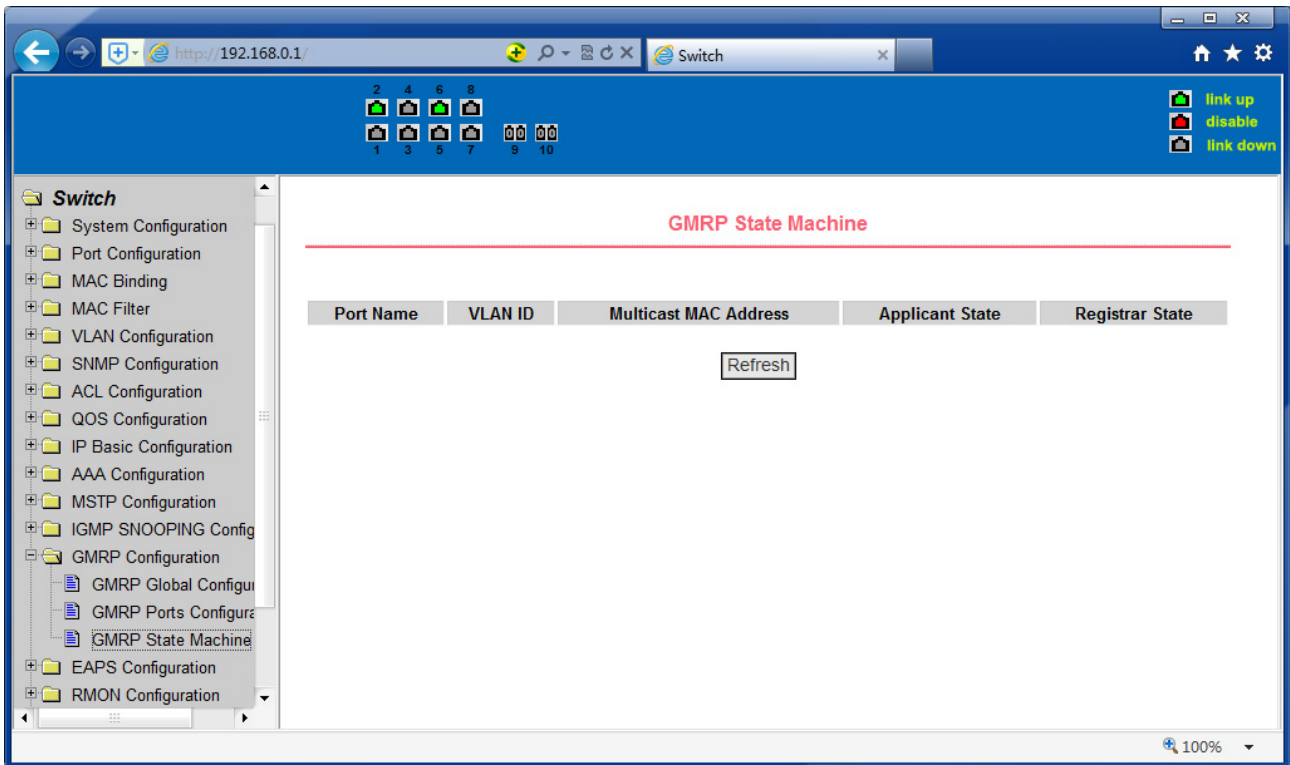 http://192.168.0.1/
Switch
2 4 6 8
1 3 5 7 9 10
link up
disable
link down
Switch
System Configuration
Port Configuration
MAC Binding
MAC Filter
VLAN Configuration
SNMP Configuration
ACL Configuration
QOS Configuration
IP Basic Configuration
AAA Configuration
MSTP Configuration
IGMP SNOOPING Config
GMRP Configuration
GMRP Global Configur
GMRP Ports Configura
GMRP State Machine
EAPS Configuration
RMON Configuration
GMRP State Machine
Port Name VLAN ID Multicast MAC Address Applicant State Registrar State
Refresh
100%